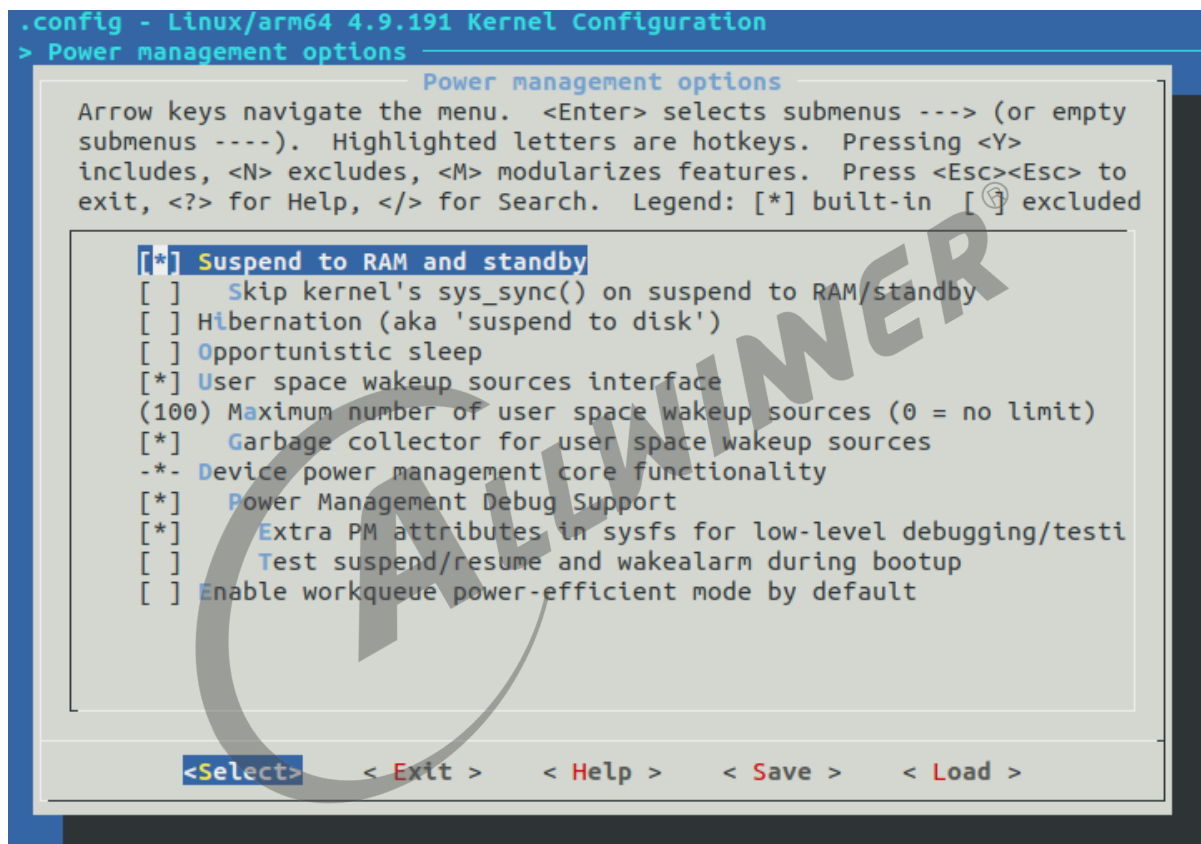 .config - Linux/arm64 4.9.191 Kernel Configuration
> Power management options
Power management options
Arrow keys navigate the menu.  <Enter> selects submenus ---> (or empty
submenus ----).  Highlighted letters are hotkeys.  Pressing <Y>
includes, <N> excludes, <M> modularizes features.  Press <Esc><Esc> to
exit, <?> for Help, </> for Search.  Legend: [*] built-in  [ ] excluded
[*] Suspend to RAM and standby
[ ]   Skip kernel's sys_sync() on suspend to RAM/standby
[ ] Hibernation (aka 'suspend to disk')
[ ] Opportunistic sleep
[*] User space wakeup sources interface
(100) Maximum number of user space wakeup sources (0 = no limit)
[*]   Garbage collector for user space wakeup sources
-*- Device power management core functionality
[*]   Power Management Debug Support
[*]     Extra PM attributes in sysfs for low-level debugging/testi
[ ]     Test suspend/resume and wakealarm during bootup
[ ] Enable workqueue power-efficient mode by default
ALLWINNER®
<Select>    < Exit >    < Help >    < Save >    < Load >